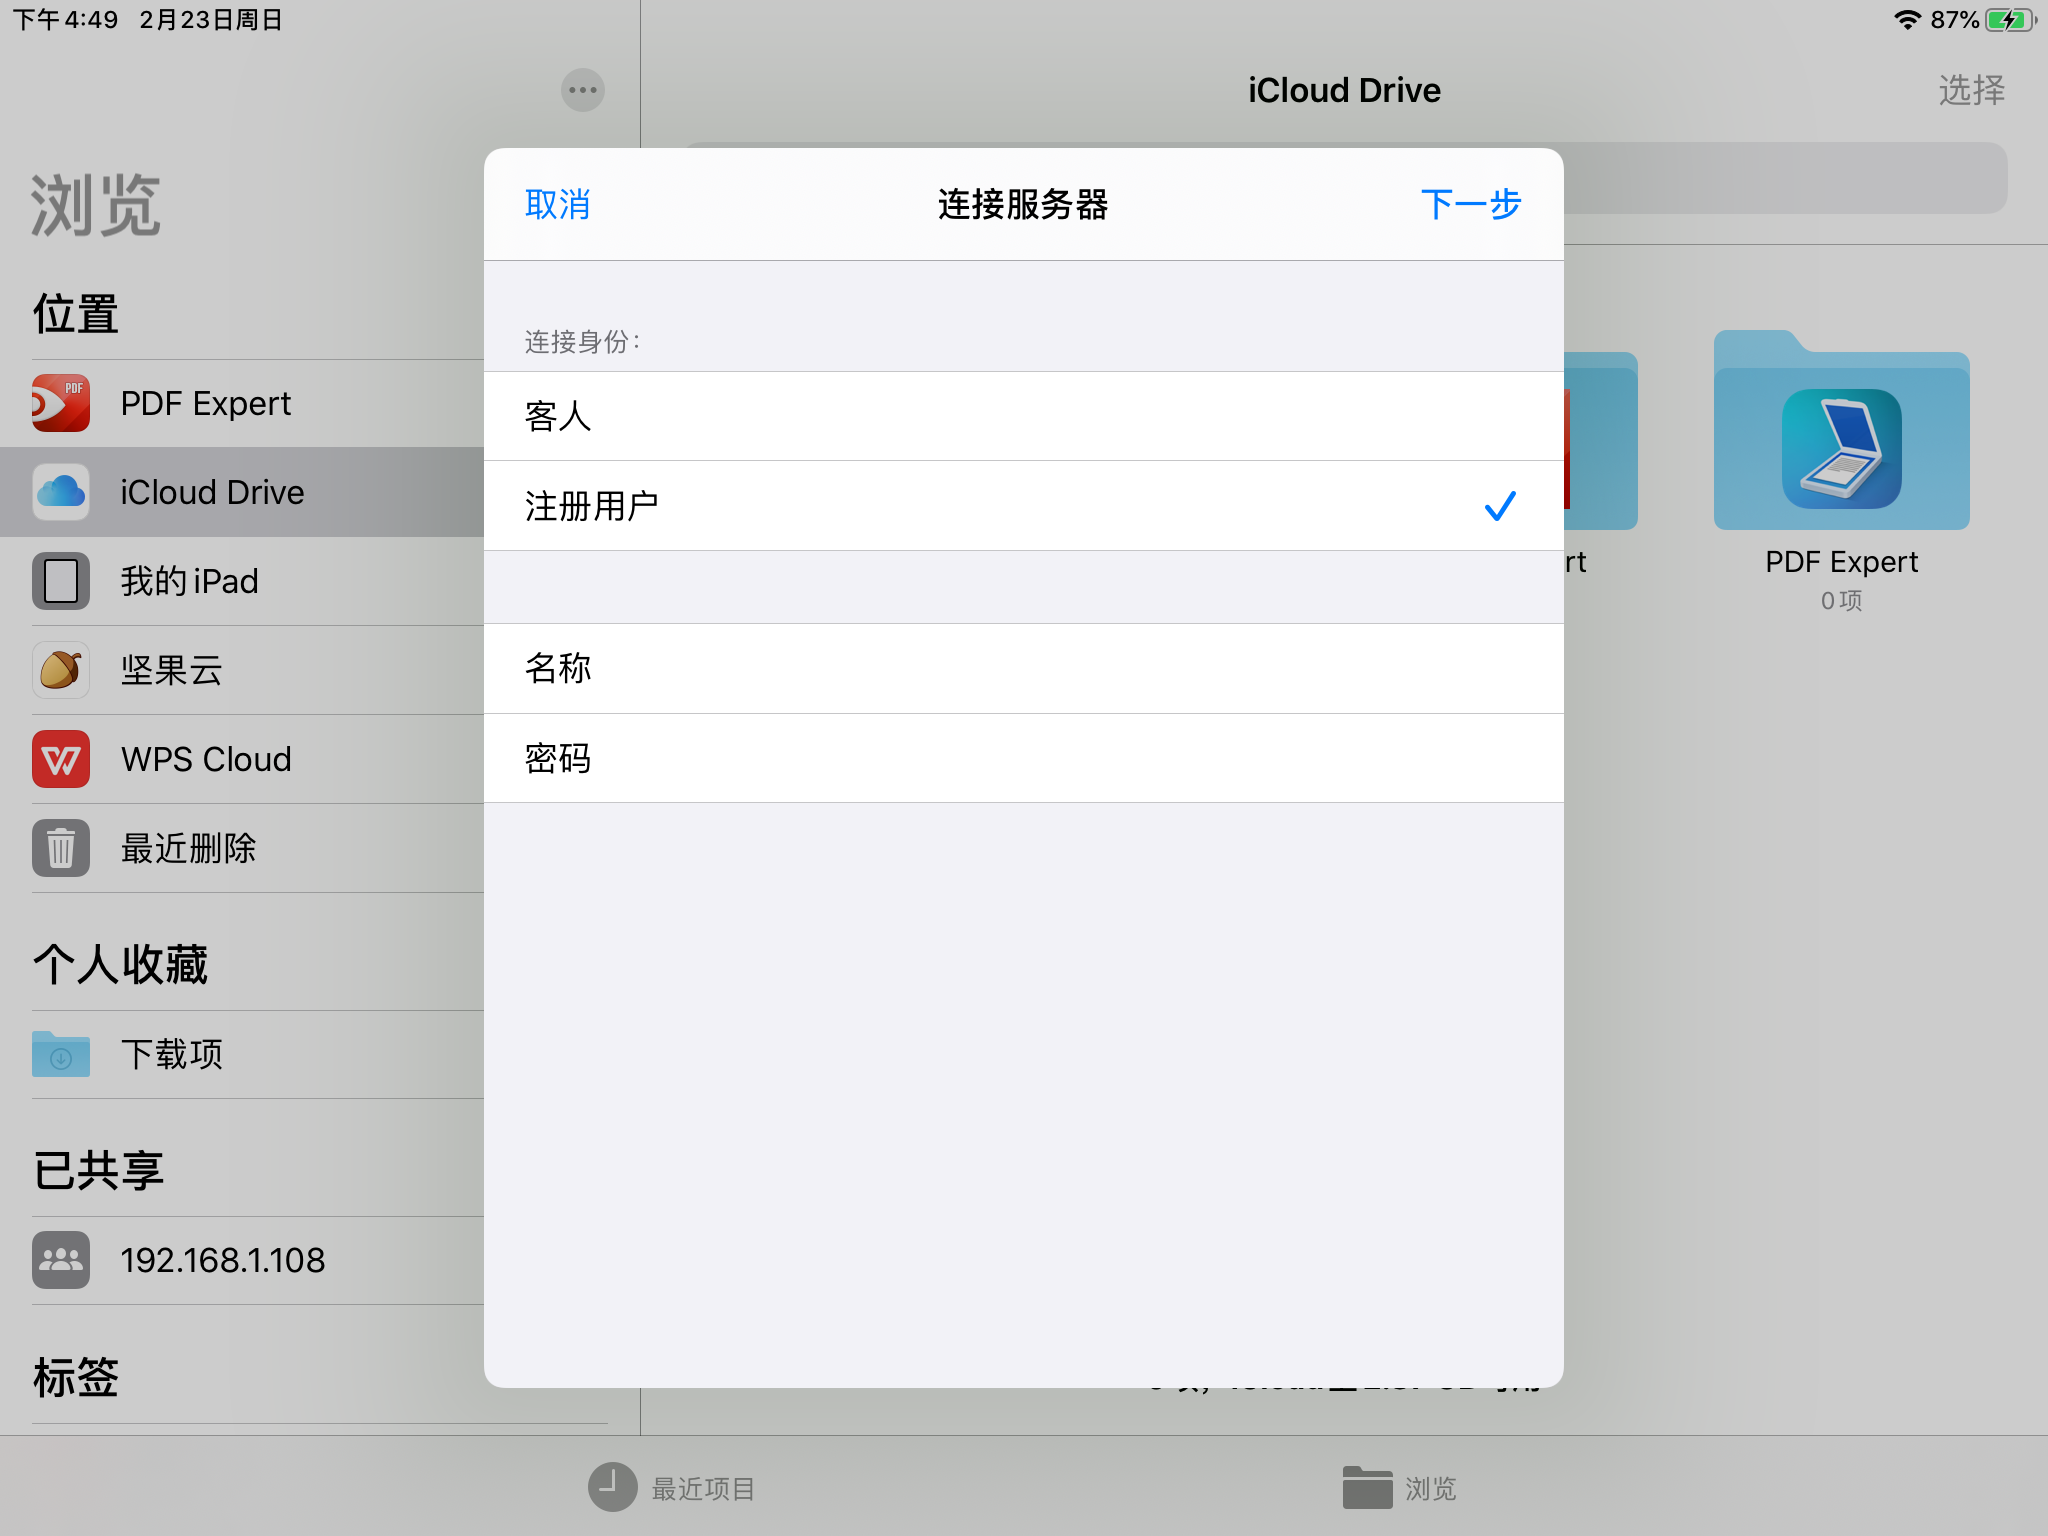 下午4:49 2月23日周日
87%
浏览
位置
PDF Expert
iCloud Drive
我的 iPad
坚果云
WPS Cloud
最近删除
个人收藏
下载项
已共享
192.168.1.108
标签
iCloud Drive
选择
取消
连接服务器
下一步
连接身份：
客人
注册用户
名称
密码
rt
PDF
PDF Expert
0 项
最近项目
浏览